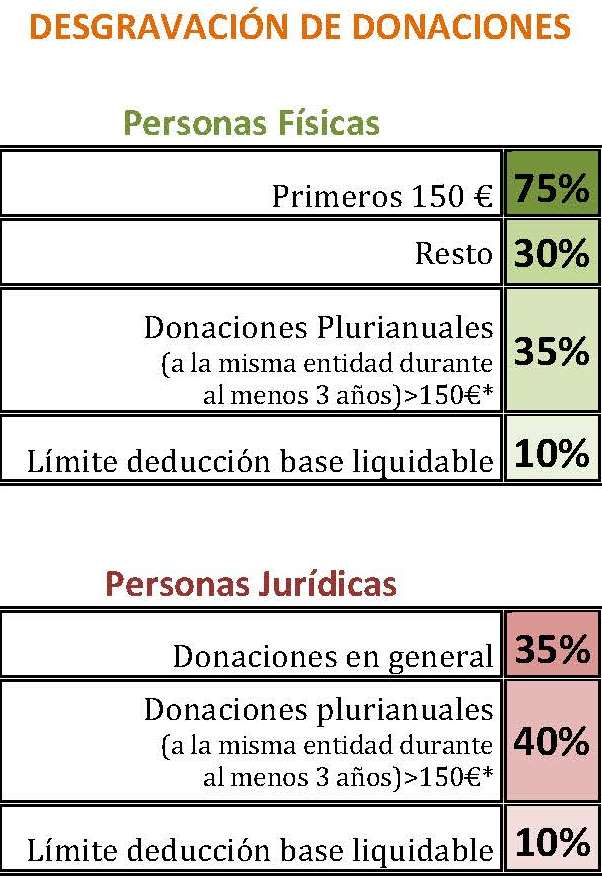 DESGRAVACIÓN DE DONACIONES
Personas Físicas
Primeros 150 € 75%
Resto 30%
Donaciones Plurianuales
(a la misma entidad durante
al menos 3 años)>150€*
35%
Límite deducción base liquidable 10%
Personas Jurídicas
Donaciones en general 35%
Donaciones plurianuales
(a la misma entidad durante
al menos 3 años)>150€*
40%
Límite deducción base liquidable 10%